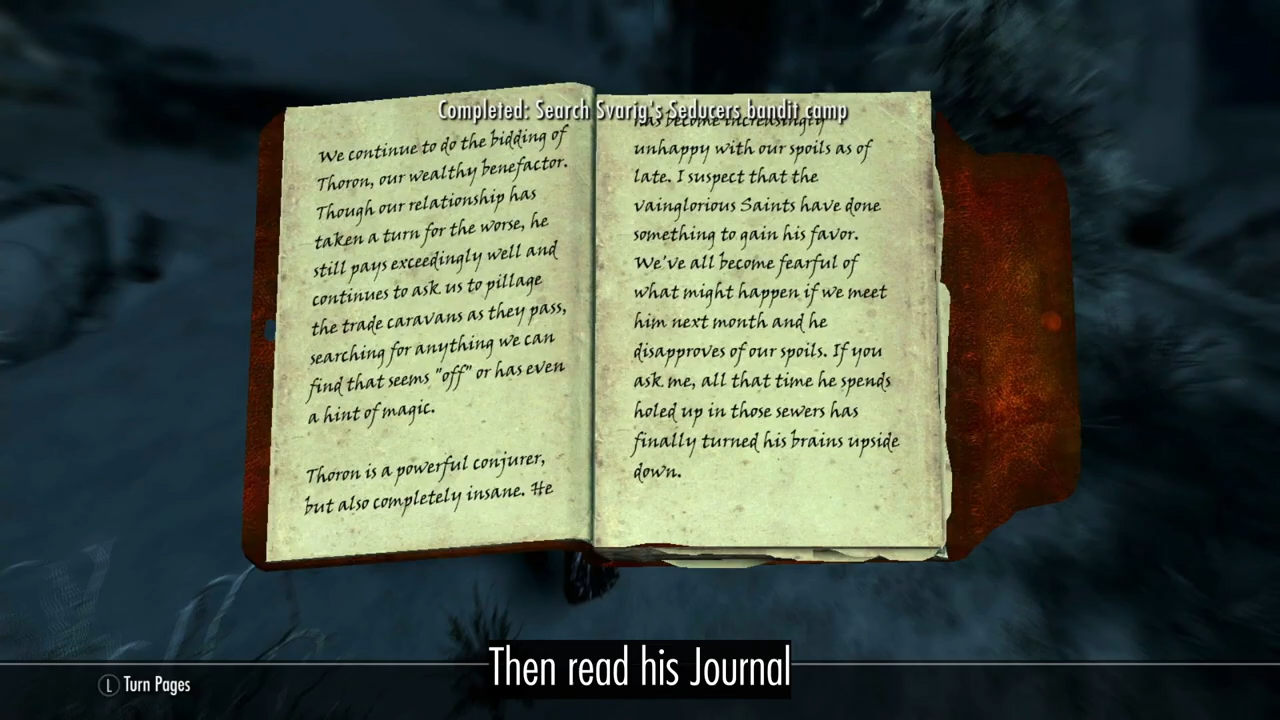 Completed: Search Svarig's Seducers bandit camp
We continue to do the bidding of
Thoron, our wealthy benefactor.
Though our relationship has
taken a turn for the worse, he
still pays exceedingly well and
continues to ask us to pillage
the trade caravans as they pass,
searching for anything we can
find that seems "off" or has even
a hint of magic.
Thoron is a powerful conjurer,
but also completely insane. He
has become increasingly
unhappy with our spoils as of
late. I suspect that the
vainglorious Saints have done
something to gain his favor.
We've all become fearful of
what might happen if we meet
him next month and he
disapproves of our spoils. If you
ask me, all that time he spends
holed up in those sewers has
finally turned his brains upside
down.
Then read his Journal
L Turn Pages